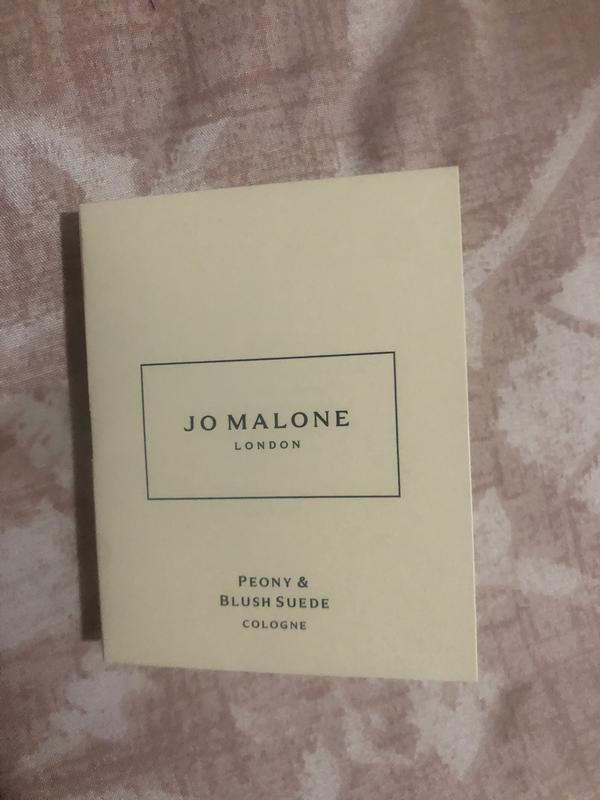 JO MALONE
LONDON
PEONY &
BLUSH SUEDE
COLOGNE